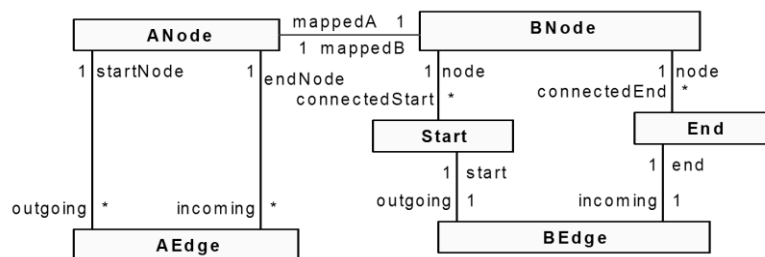 mappedA 1
ANode
BNode
1 mappedB
1 startNode
1 endNode
1 node
1 node
connectedStart *
connectedEnd *
Start
End
1 start
1 end
outgoing *
incoming *
outgoing 1
incoming 1
AEdge
BEdge